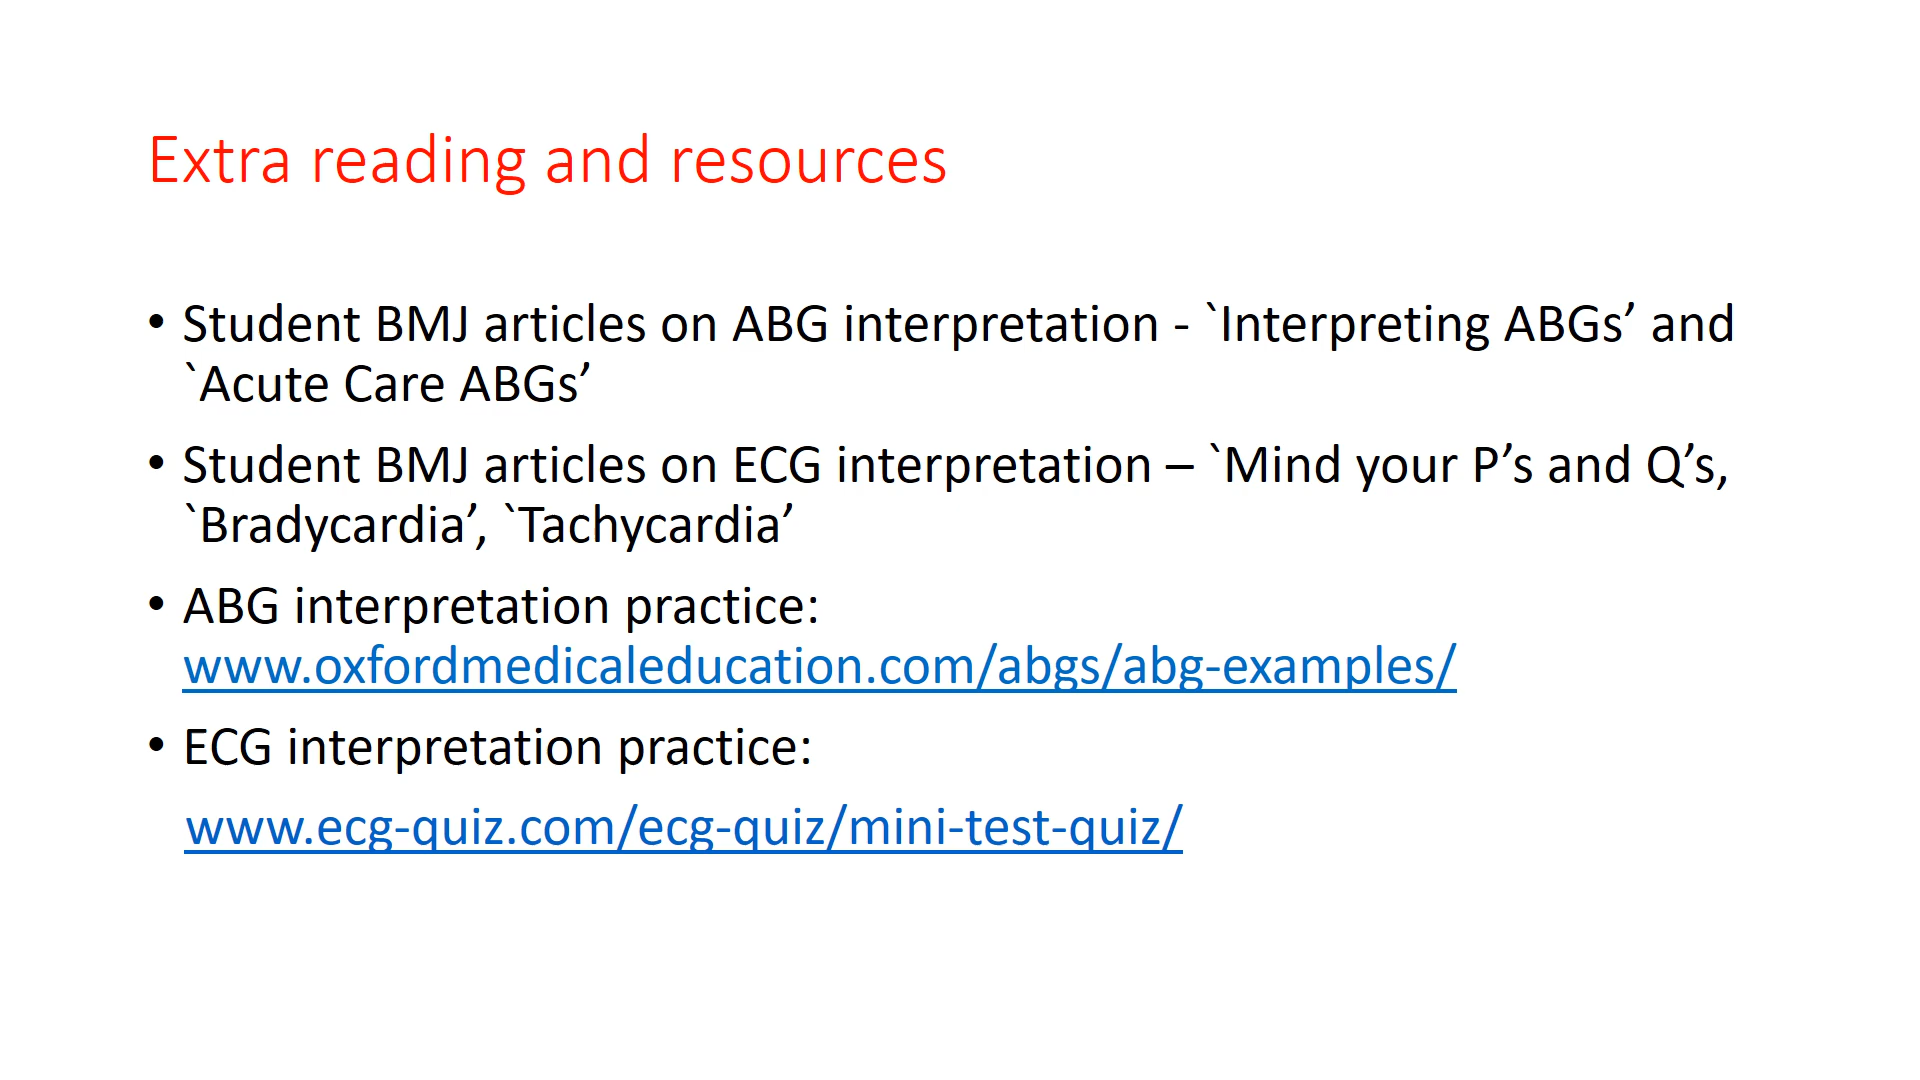 Extra reading and resources
• Student BMJ articles on ABG interpretation - `Interpreting ABGs’ and
`Acute Care ABGs’
• Student BMJ articles on ECG interpretation – `Mind your P’s and Q’s,
`Bradycardia’, `Tachycardia’
• ABG interpretation practice:
www.oxfordmedicaleducation.com/abgs/abg-examples/
• ECG interpretation practice:
www.ecg-quiz.com/ecg-quiz/mini-test-quiz/